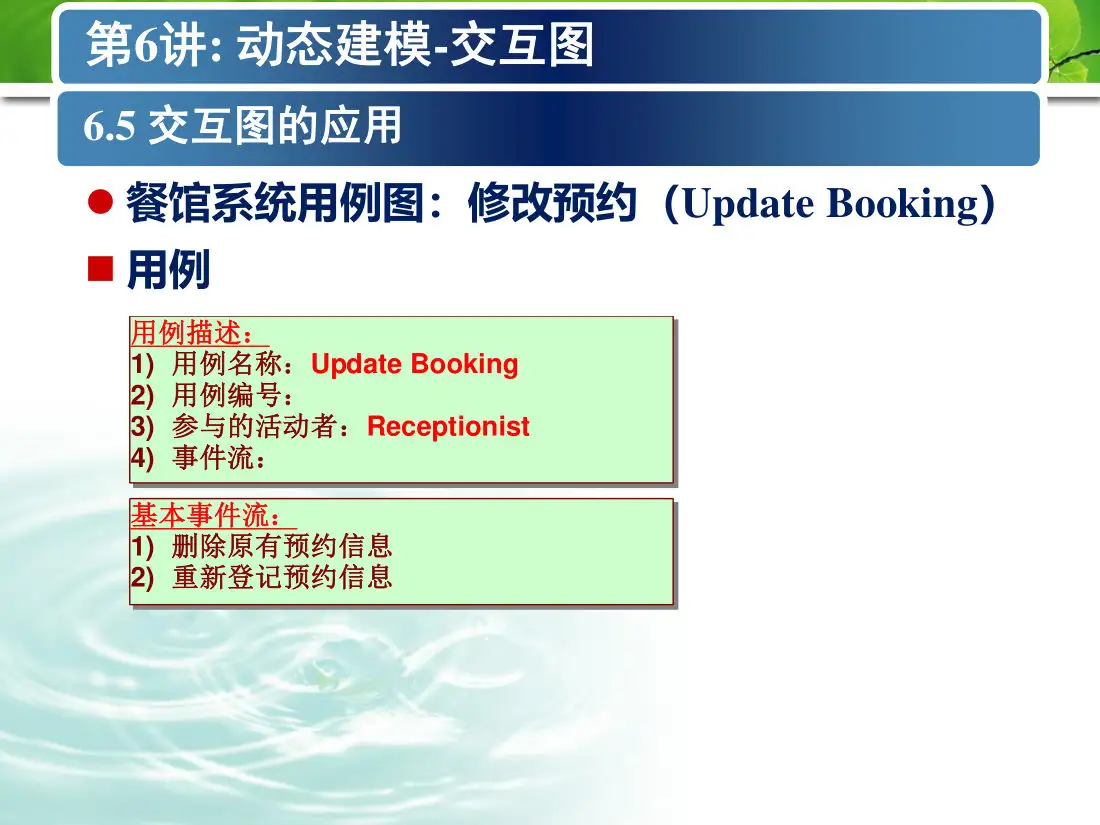 第6讲: 动态建模-交互图
6.5 交互图的应用
餐馆系统用例图：修改预约（Update Booking）
用例
用例描述：
1) 用例名称：Update Booking
2) 用例编号：
3) 参与的活动者：Receptionist
4) 事件流：
基本事件流：
1) 删除原有预约信息
2) 重新登记预约信息